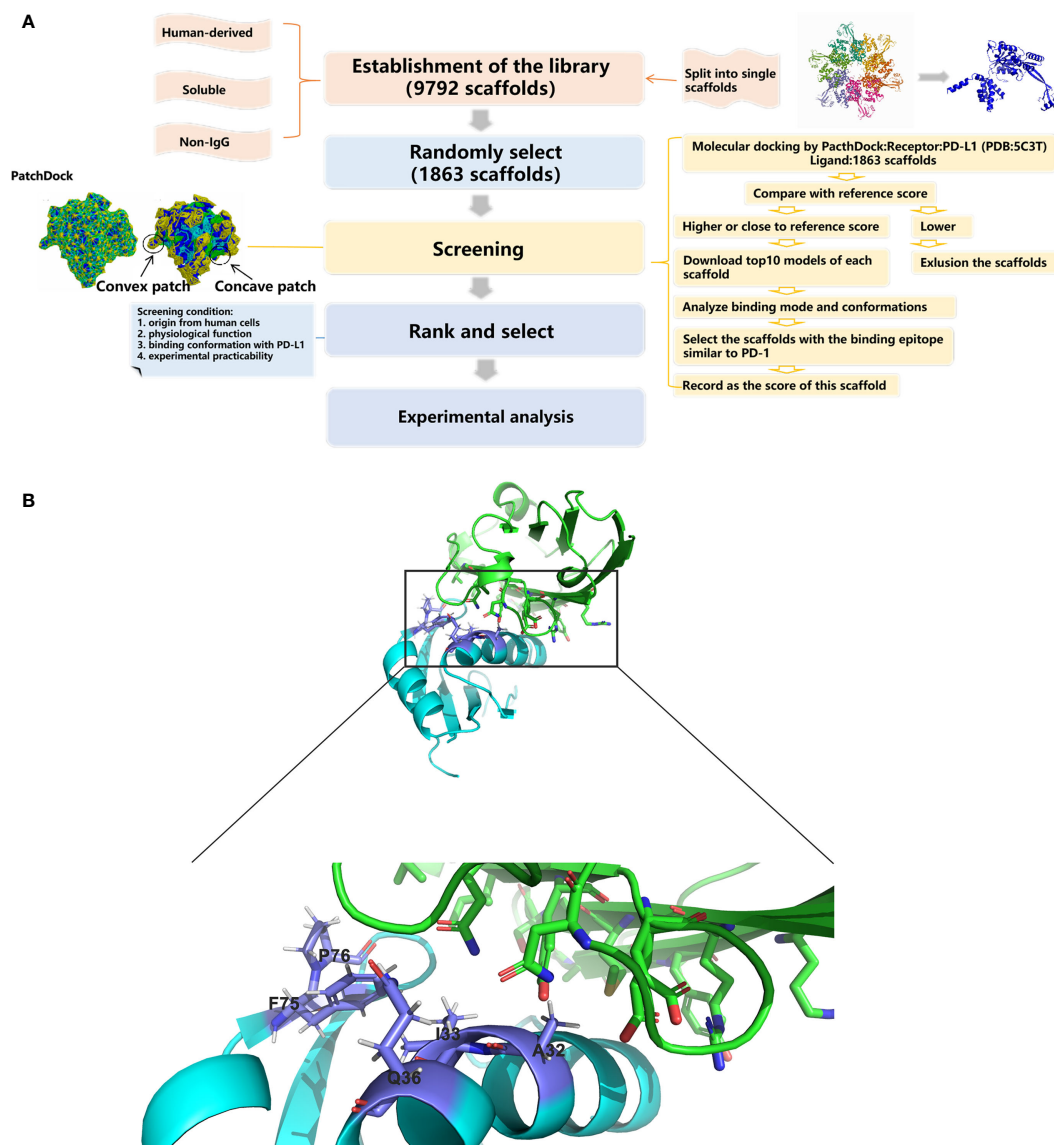 A
Human-derived
Soluble
Non-IgG
Establishment of the library
(9792 scaffolds)
Split into single
scaffolds
Randomly select
(1863 scaffolds)
PatchDock
Convex patch
Concave patch
Screening
Screening condition:
1. origin from human cells
2. physiological function
3. binding conformation with PD-L1
4. experimental practicability
Rank and select
Experimental analysis
Molecular docking by PacthDock:Receptor:PD-L1 (PDB:5C3T)
Ligand:1863 scaffolds
Compare with reference score
Higher or close to reference score
Lower
Download top10 models of each
scaffold
Exlusion the scaffolds
Analyze binding mode and conformations
Select the scaffolds with the binding epitope
similar to PD-1
Record as the score of this scaffold
B
P76
F75
I33
A32
Q36